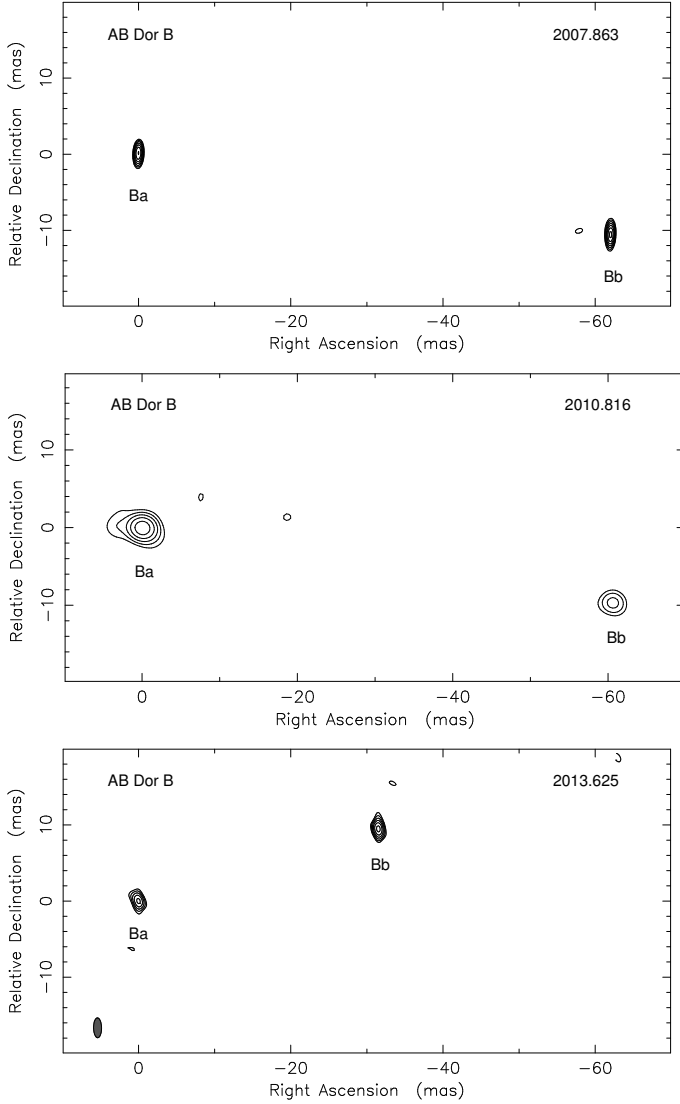 AB Dor B 2007.863
10
0
−10
Relative Declination (mas)
Ba
Bb
0 −20 −40 −60
Right Ascension (mas)
AB Dor B 2010.816
10
0
−10
Relative Declination (mas)
Ba
Bb
0 −20 −40 −60
Right Ascension (mas)
AB Dor B 2013.625
10
0
−10
Relative Declination (mas)
Bb
Ba
0 −20 −40 −60
Right Ascension (mas)